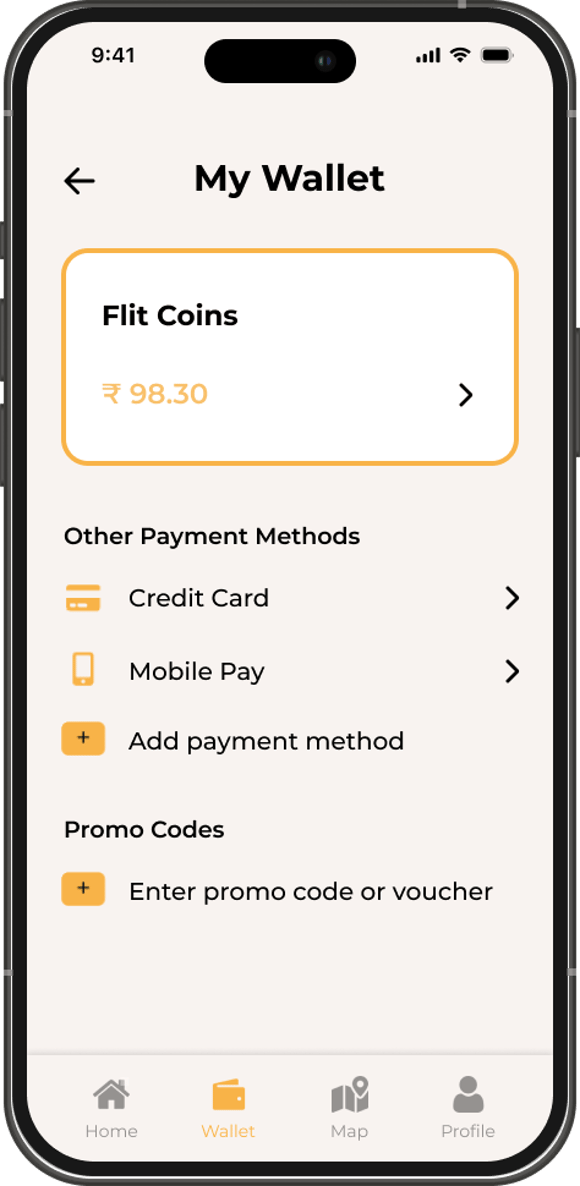 9:41
My Wallet
Flit Coins
₹ 98.30
Other Payment Methods
Credit Card
Mobile Pay
+ Add payment method
Promo Codes
+ Enter promo code or voucher
Home Wallet Map Profile